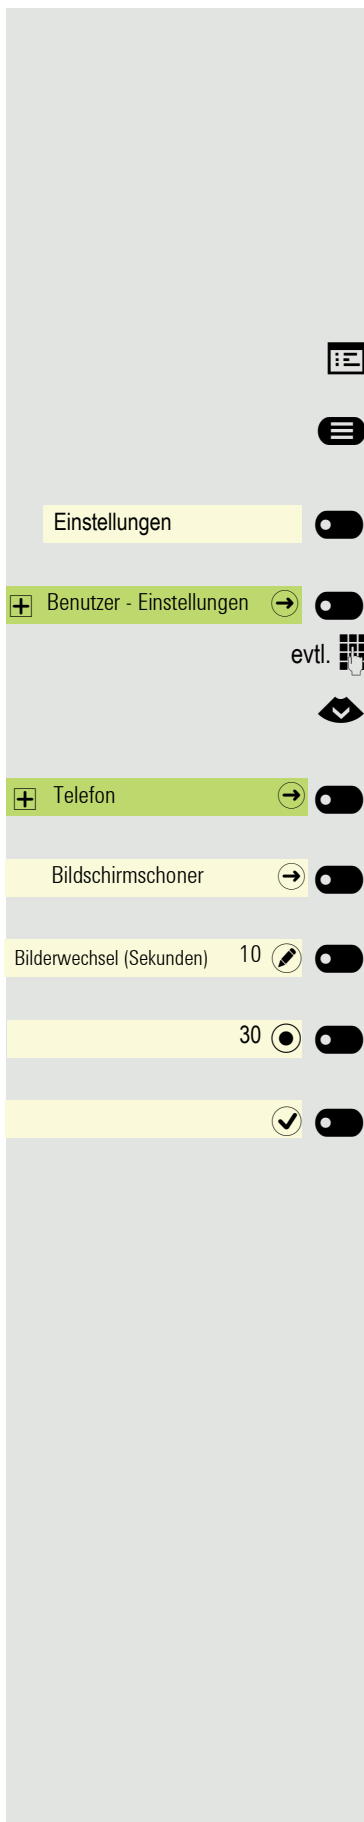 Einstellungen
Benutzer - Einstellungen
evtl.
Telefon
Bildschirmschoner
Bilderwechsel (Sekunden) 10
30